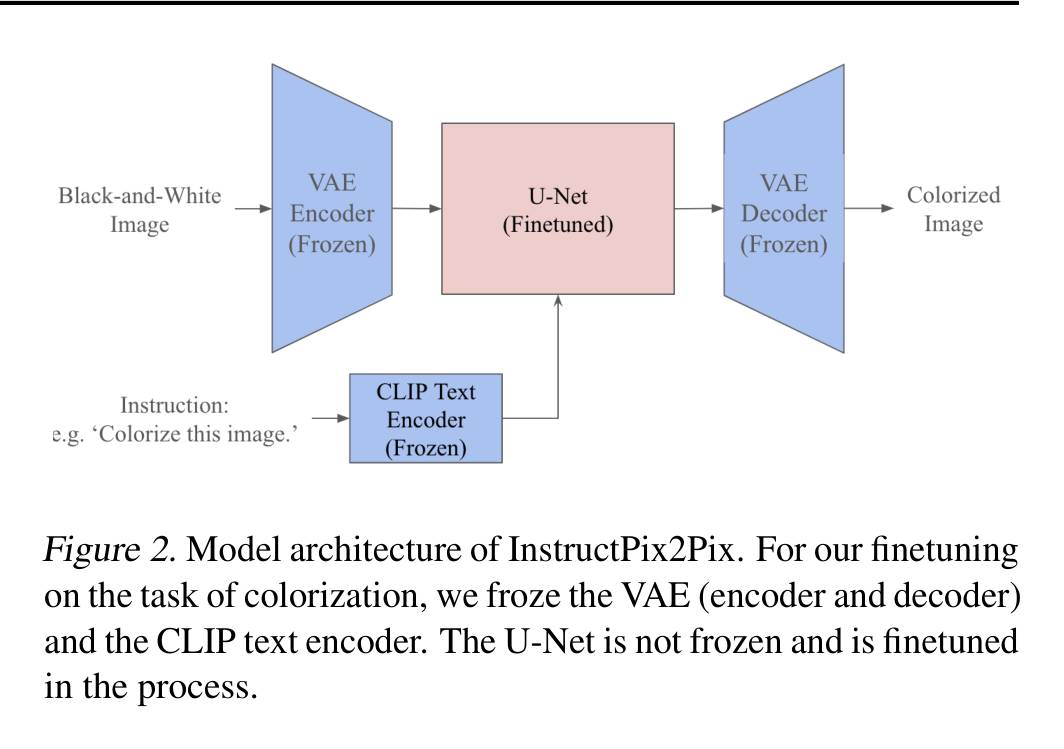 Black-and-White
Image
VAE
Encoder
(Frozen)
U-Net
(Finetuned)
VAE
Decoder
(Frozen)
Colorized
Image
Instruction:
e.g. ‘Colorize this image.’
CLIP Text
Encoder
(Frozen)
Figure 2. Model architecture of InstructPix2Pix. For our finetuning
on the task of colorization, we froze the VAE (encoder and decoder)
and the CLIP text encoder. The U-Net is not frozen and is finetuned
in the process.